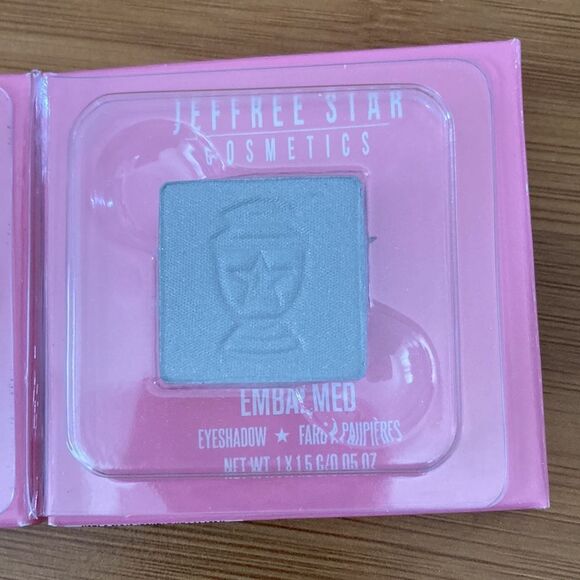 JEFFREE STAR
COSMETICS
EMBALMED
EYESHADOW ★ FARD À PAUPIÈRES
NET WT 1 X 1.5 G/0.05 OZ